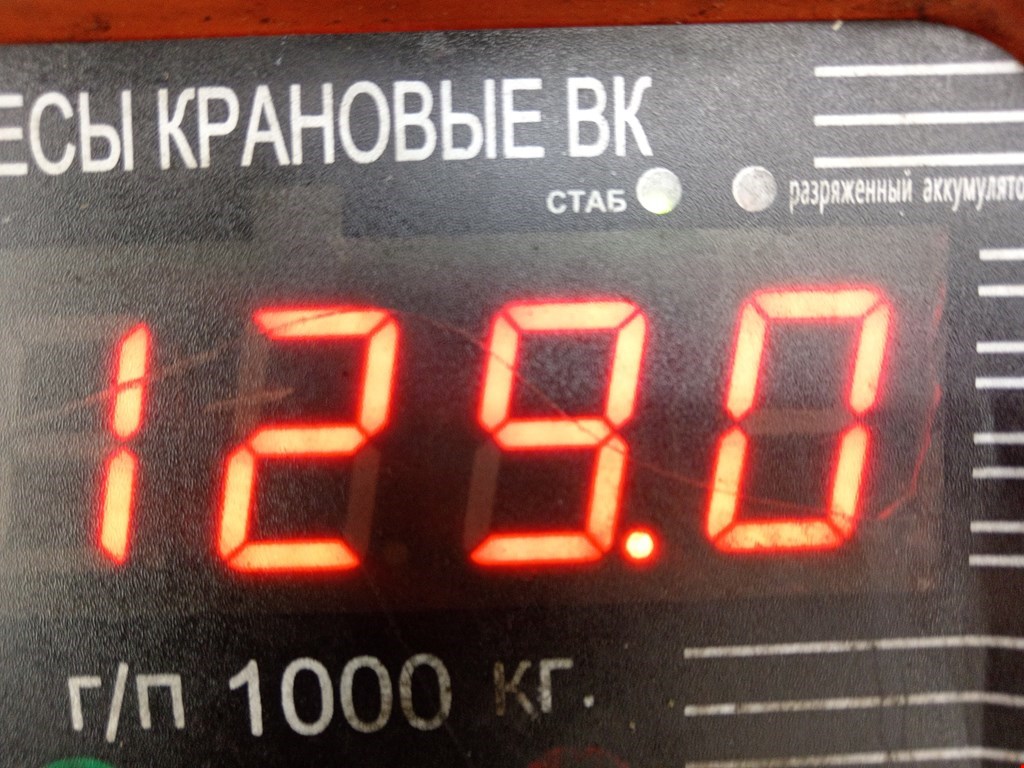 ЕСЫ КРАНОВЫЕ ВК
СТАБ разряженный аккумулято
129.0
г/п 1000 кг.